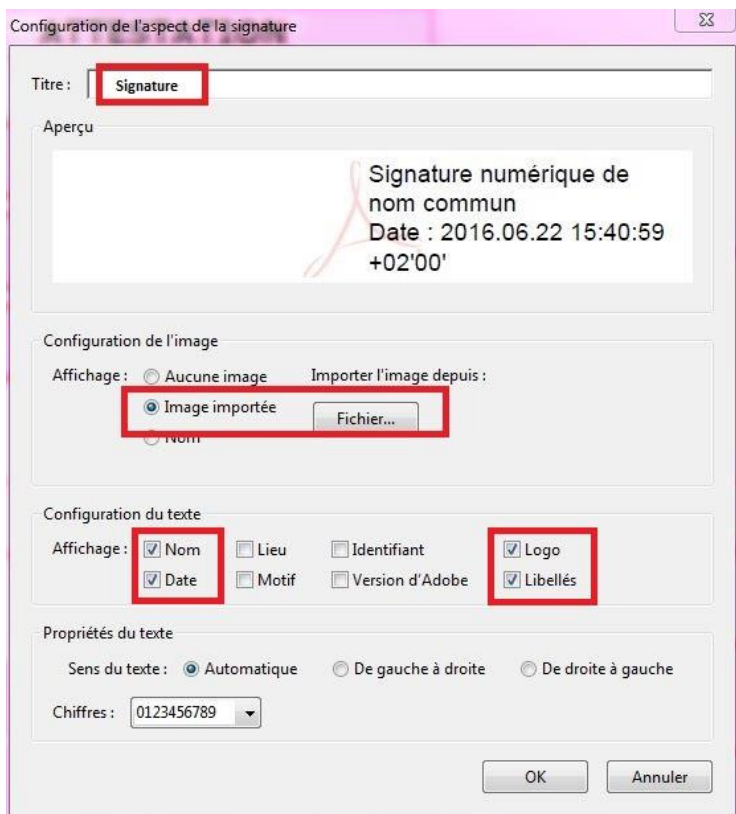 Configuration de l'aspect de la signature
ATTESTATION
Titre : Signature
Aperçu
Signature numérique de
nom commun
Date : 2016.06.22 15:40:59
+02'00'
Configuration de l'image
Affichage : Aucune image Importer l'image depuis :
Image importée Fichier...
Nom
Configuration du texte
Affichage : Nom Lieu Identifiant Logo
Date Motif Version d'Adobe Libellés
Propriétés du texte
Sens du texte : Automatique De gauche à droite De droite à gauche
Chiffres : 0123456789
OK Annuler